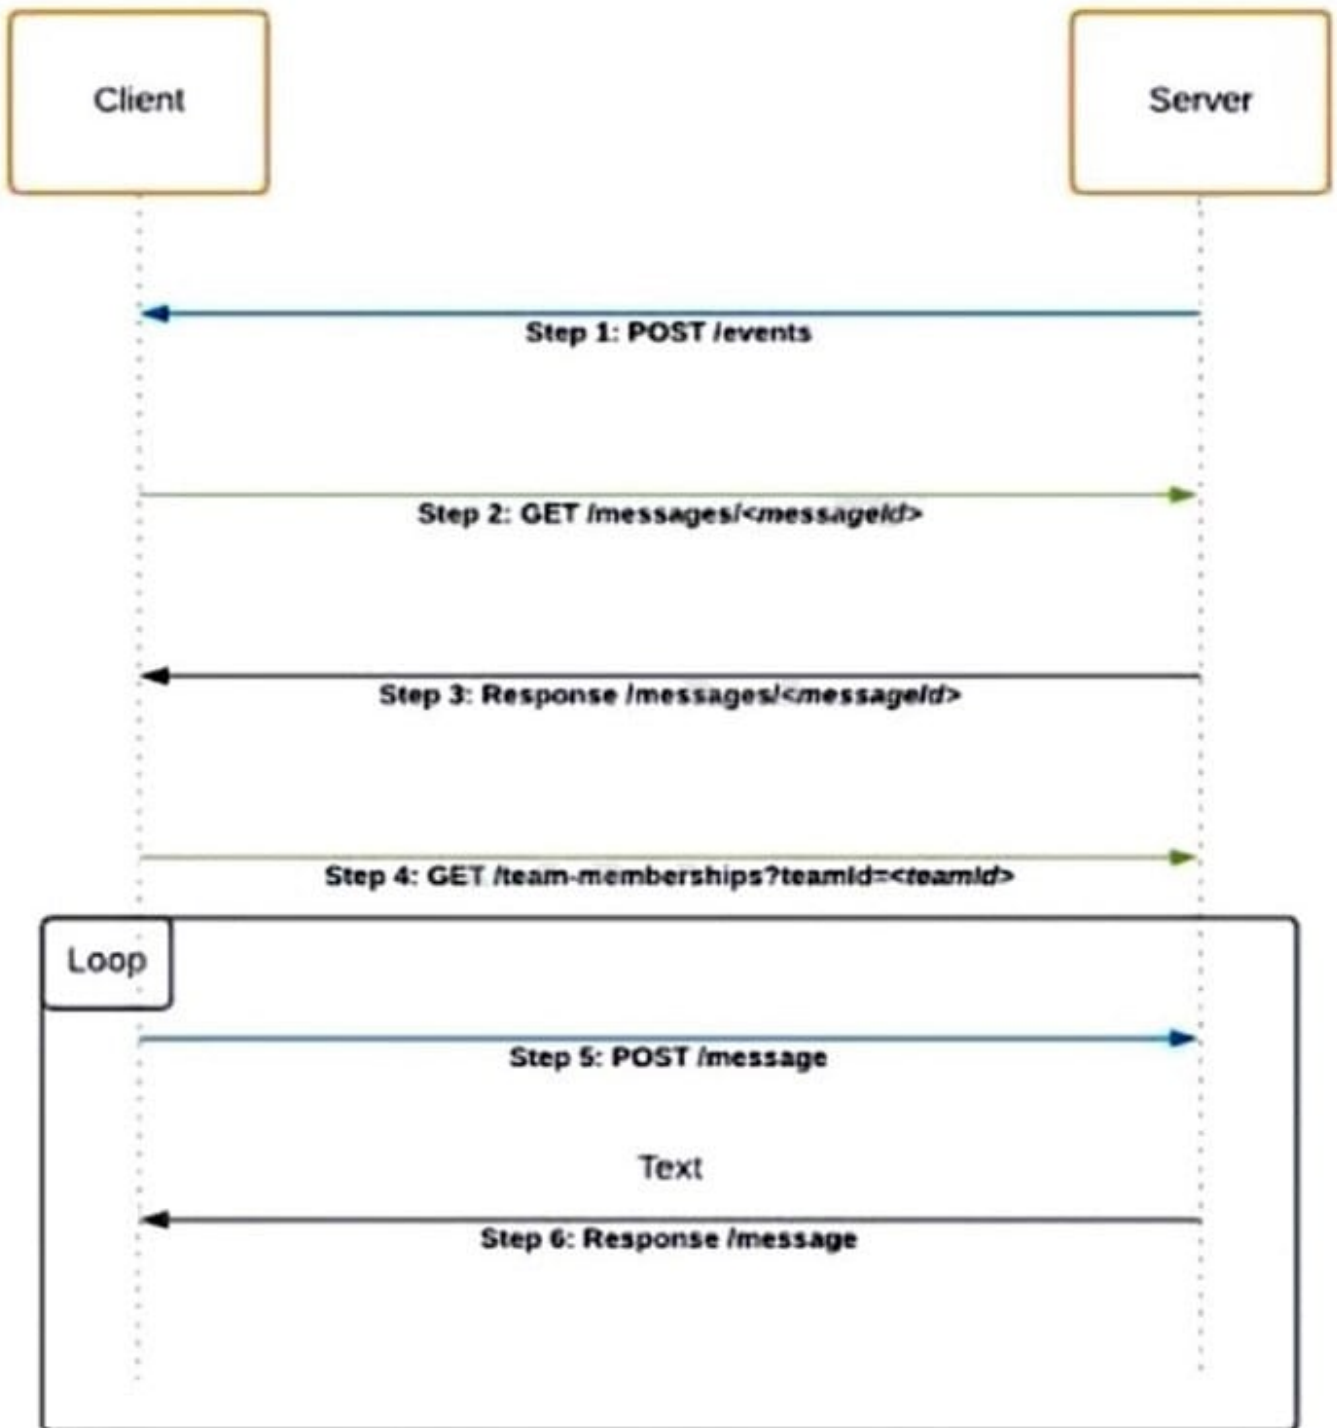 Client
Server
Step 1: POST /events
Step 2: GET /messages/<messageId>
Step 3: Response /messages/<messageId>
Step 4: GET /team-memberships?teamId=<teamId>
Loop
Step 5: POST /message
Text
Step 6: Response /message